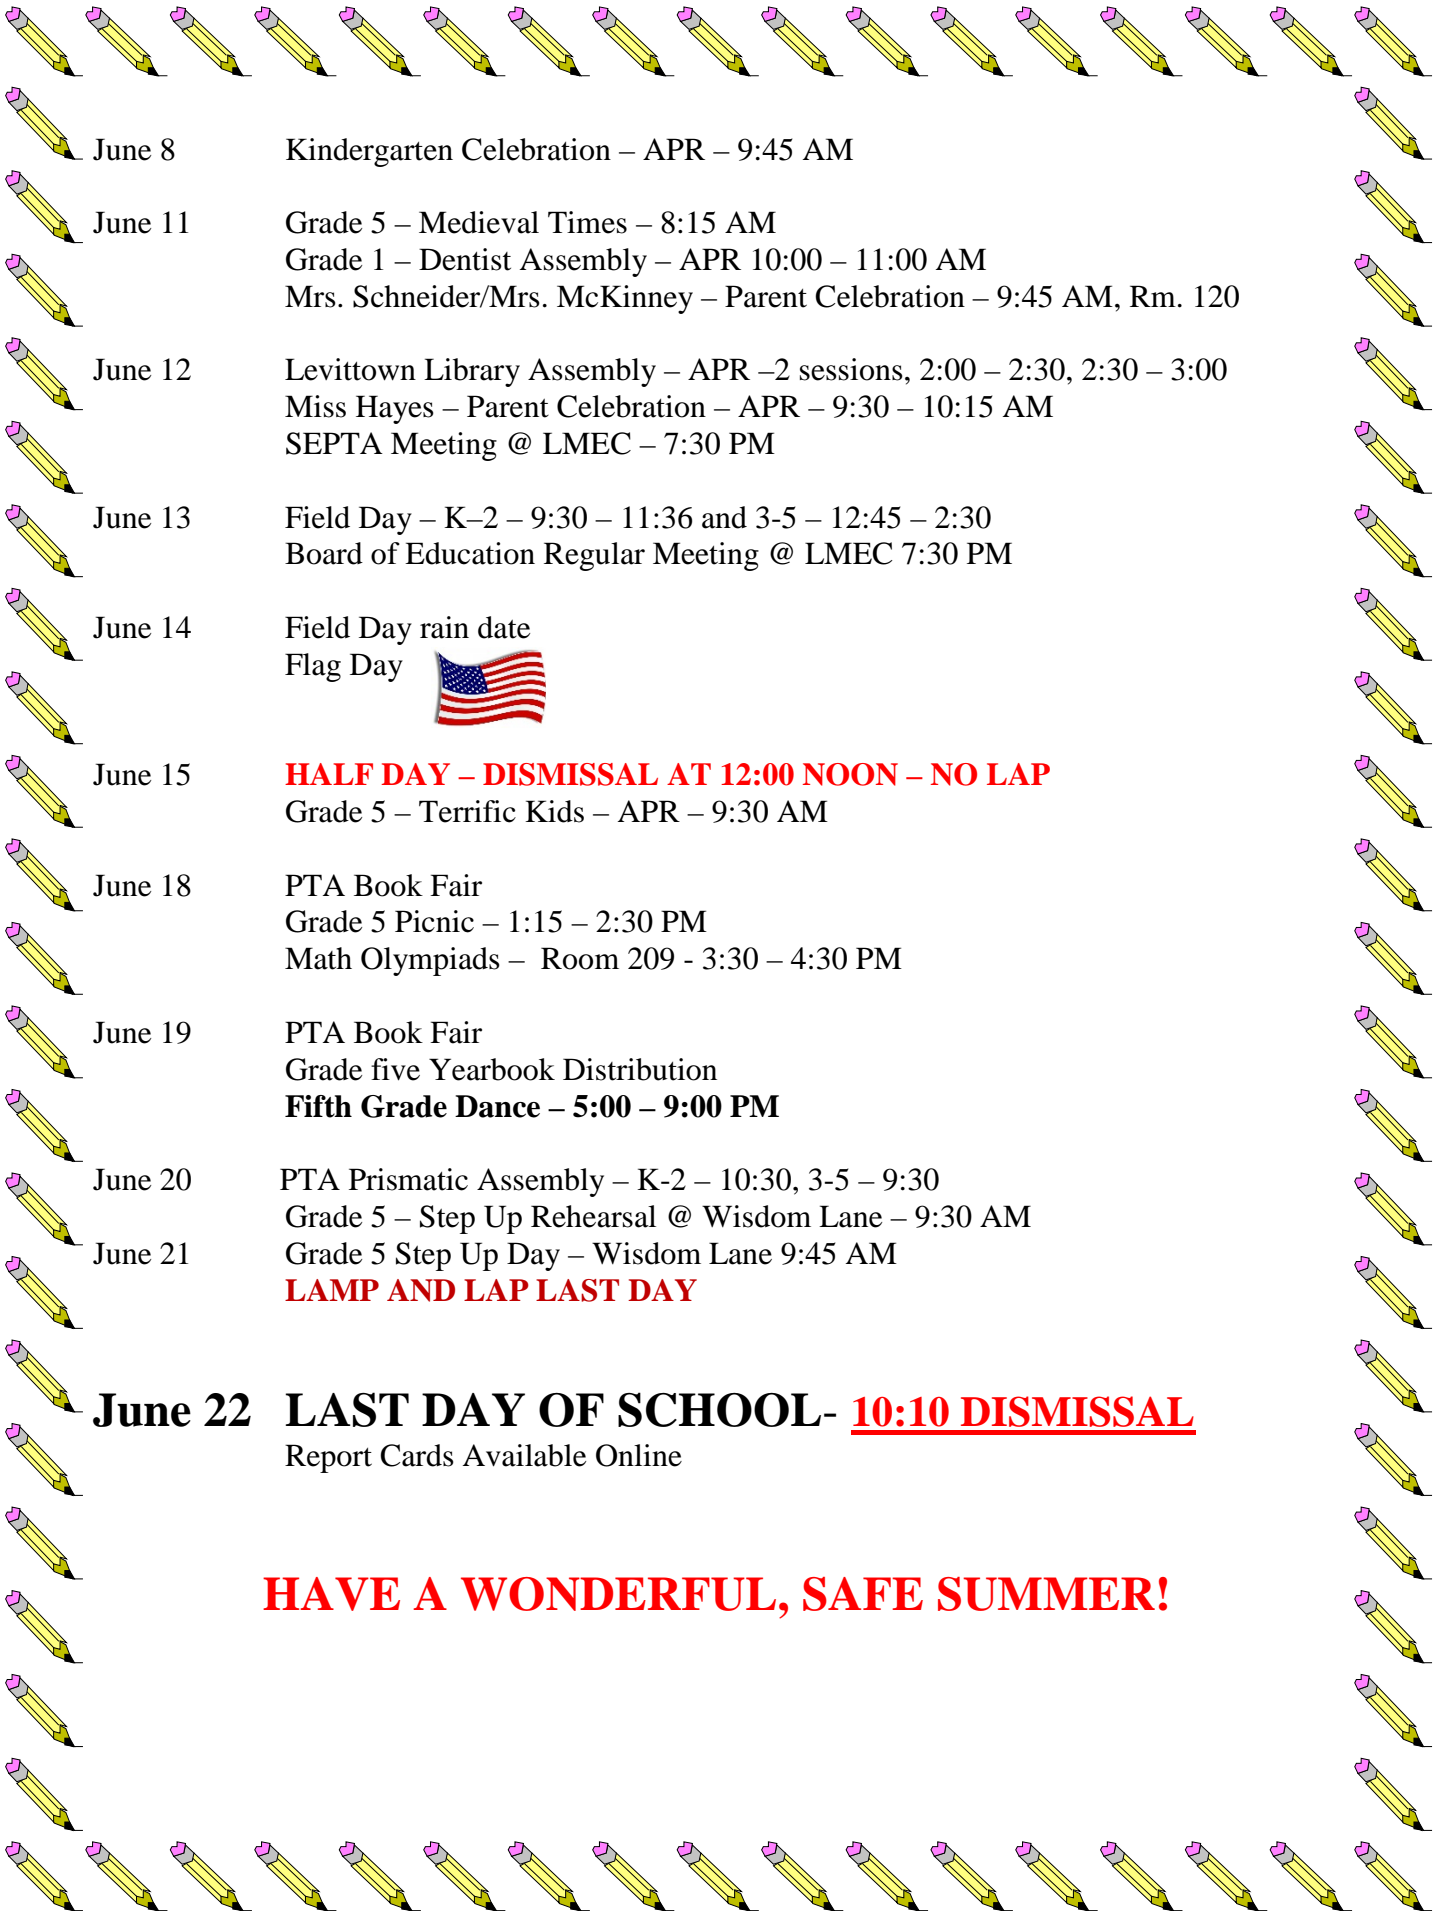 June 8 Kindergarten Celebration – APR – 9:45 AM
June 11 Grade 5 – Medieval Times – 8:15 AM
Grade 1 – Dentist Assembly – APR 10:00 – 11:00 AM
Mrs. Schneider/Mrs. McKinney – Parent Celebration – 9:45 AM, Rm. 120
June 12 Levittown Library Assembly – APR –2 sessions, 2:00 – 2:30, 2:30 – 3:00
Miss Hayes – Parent Celebration – APR – 9:30 – 10:15 AM
SEPTA Meeting @ LMEC – 7:30 PM
June 13 Field Day – K–2 – 9:30 – 11:36 and 3-5 – 12:45 – 2:30
Board of Education Regular Meeting @ LMEC 7:30 PM
June 14 Field Day rain date
Flag Day
June 15 HALF DAY – DISMISSAL AT 12:00 NOON – NO LAP
Grade 5 – Terrific Kids – APR – 9:30 AM
June 18 PTA Book Fair
Grade 5 Picnic – 1:15 – 2:30 PM
Math Olympiads – Room 209 - 3:30 – 4:30 PM
June 19 PTA Book Fair
Grade five Yearbook Distribution
Fifth Grade Dance – 5:00 – 9:00 PM
June 20 PTA Prismatic Assembly – K-2 – 10:30, 3-5 – 9:30
Grade 5 – Step Up Rehearsal @ Wisdom Lane – 9:30 AM
June 21 Grade 5 Step Up Day – Wisdom Lane 9:45 AM
LAMP AND LAP LAST DAY
June 22 LAST DAY OF SCHOOL- 10:10 DISMISSAL
Report Cards Available Online
HAVE A WONDERFUL, SAFE SUMMER!